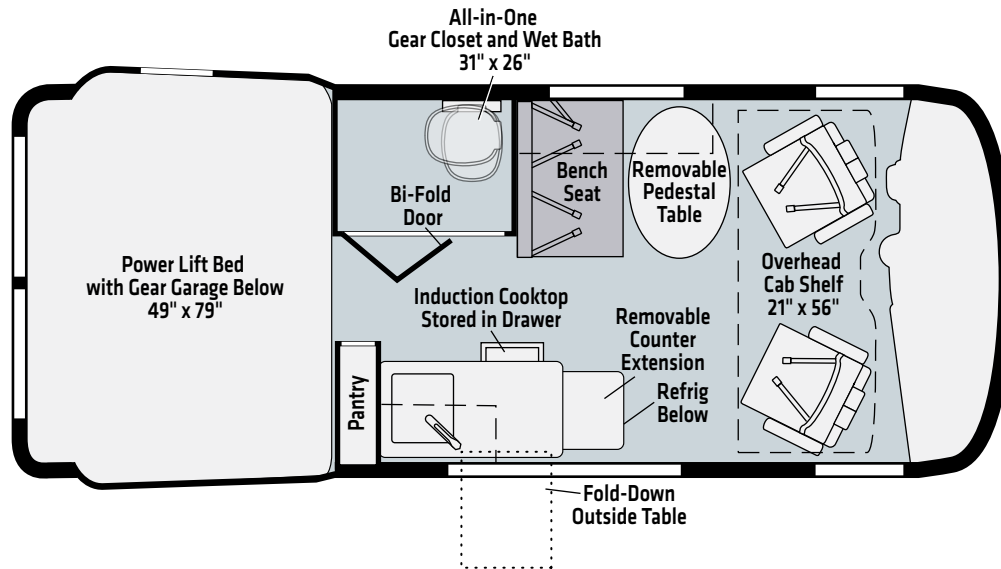 All-in-One
Gear Closet and Wet Bath
31" x 26"
Bi-Fold
Door
Bench
Seat
Removable
Pedestal
Table
Power Lift Bed
with Gear Garage Below
49" x 79"
Overhead
Cab Shelf
21" x 56"
Induction Cooktop
Stored in Drawer
Removable
Counter
Extension
Refrig
Below
Pantry
Fold-Down
Outside Table